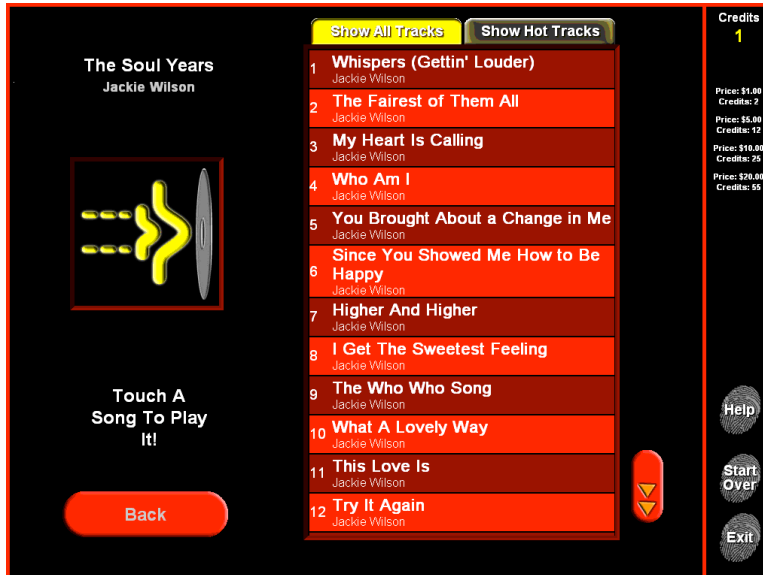 Show All Tracks
Show Hot Tracks
Credits
1
The Soul Years
Jackie Wilson
Price: $1.00
Credits: 2
Price: $5.00
Credits: 12
Price: $10.00
Credits: 25
Price: $20.00
Credits: 55
1 Whispers (Gettin' Louder)
Jackie Wilson
2 The Fairest of Them All
Jackie Wilson
3 My Heart Is Calling
Jackie Wilson
4 Who Am I
Jackie Wilson
5 You Brought About a Change in Me
Jackie Wilson
6 Since You Showed Me How to Be
Happy
Jackie Wilson
7 Higher And Higher
Jackie Wilson
8 I Get The Sweetest Feeling
Jackie Wilson
9 The Who Who Song
Jackie Wilson
10 What A Lovely Way
Jackie Wilson
11 This Love Is
Jackie Wilson
12 Try It Again
Jackie Wilson
Touch A
Song To Play
It!
Back
Help
Start
Over
Exit